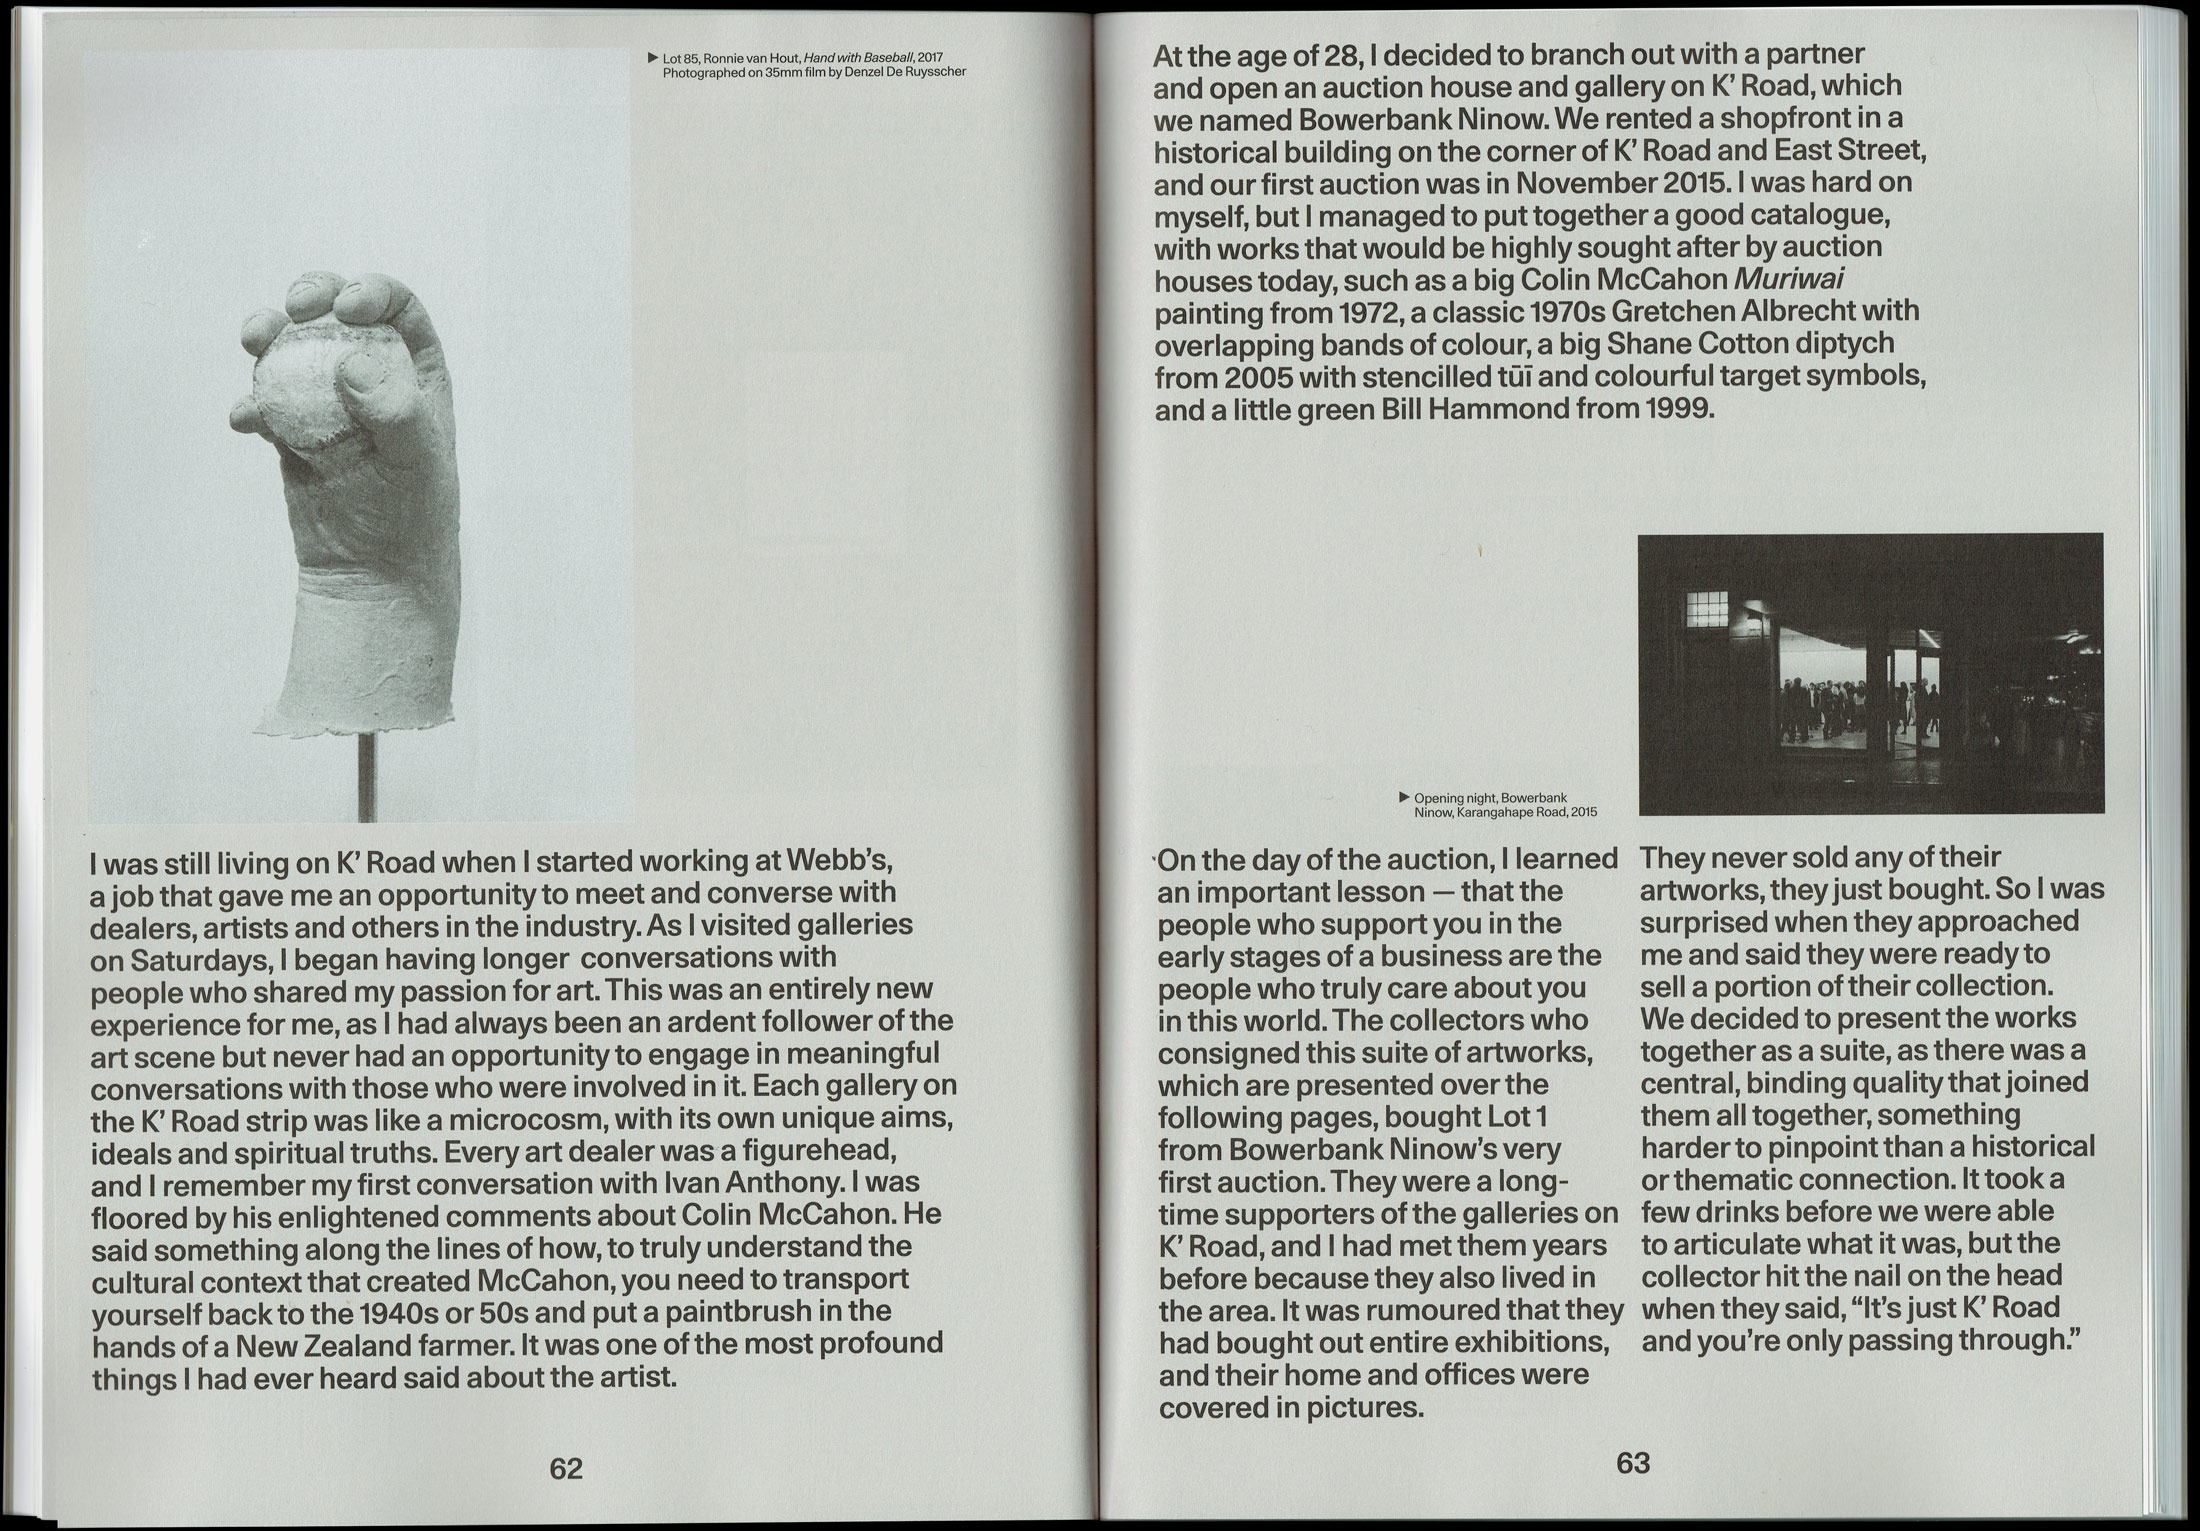 ▶ Lot 85, Ronnie van Hout, Hand with Baseball, 2017
Photographed on 35mm film by Denzel De Ruysscher
I was still living on K’ Road when I started working at Webb’s,
a job that gave me an opportunity to meet and converse with
dealers, artists and others in the industry. As I visited galleries
on Saturdays, I began having longer conversations with
people who shared my passion for art. This was an entirely new
experience for me, as I had always been an ardent follower of the
art scene but never had an opportunity to engage in meaningful
conversations with those who were involved in it. Each gallery on
the K’ Road strip was like a microcosm, with its own unique aims,
ideals and spiritual truths. Every art dealer was a figurehead,
and I remember my first conversation with Ivan Anthony. I was
floored by his enlightened comments about Colin McCahon. He
said something along the lines of how, to truly understand the
cultural context that created McCahon, you need to transport
yourself back to the 1940s or 50s and put a paintbrush in the
hands of a New Zealand farmer. It was one of the most profound
things I had ever heard said about the artist.
62
At the age of 28, I decided to branch out with a partner
and open an auction house and gallery on K’ Road, which
we named Bowerbank Ninow. We rented a shopfront in a
historical building on the corner of K’ Road and East Street,
and our first auction was in November 2015. I was hard on
myself, but I managed to put together a good catalogue,
with works that would be highly sought after by auction
houses today, such as a big Colin McCahon Muriwai
painting from 1972, a classic 1970s Gretchen Albrecht with
overlapping bands of colour, a big Shane Cotton diptych
from 2005 with stencilled tūī and colourful target symbols,
and a little green Bill Hammond from 1999.
▶ Opening night, Bowerbank
Ninow, Karangahape Road, 2015
On the day of the auction, I learned
an important lesson — that the
people who support you in the
early stages of a business are the
people who truly care about you
in this world. The collectors who
consigned this suite of artworks,
which are presented over the
following pages, bought Lot 1
from Bowerbank Ninow’s very
first auction. They were a long-
time supporters of the galleries on
K’ Road, and I had met them years
before because they also lived in
the area. It was rumoured that they
had bought out entire exhibitions,
and their home and offices were
covered in pictures.
They never sold any of their
artworks, they just bought. So I was
surprised when they approached
me and said they were ready to
sell a portion of their collection.
We decided to present the works
together as a suite, as there was a
central, binding quality that joined
them all together, something
harder to pinpoint than a historical
or thematic connection. It took a
few drinks before we were able
to articulate what it was, but the
collector hit the nail on the head
when they said, “It’s just K’ Road
and you’re only passing through.”
63